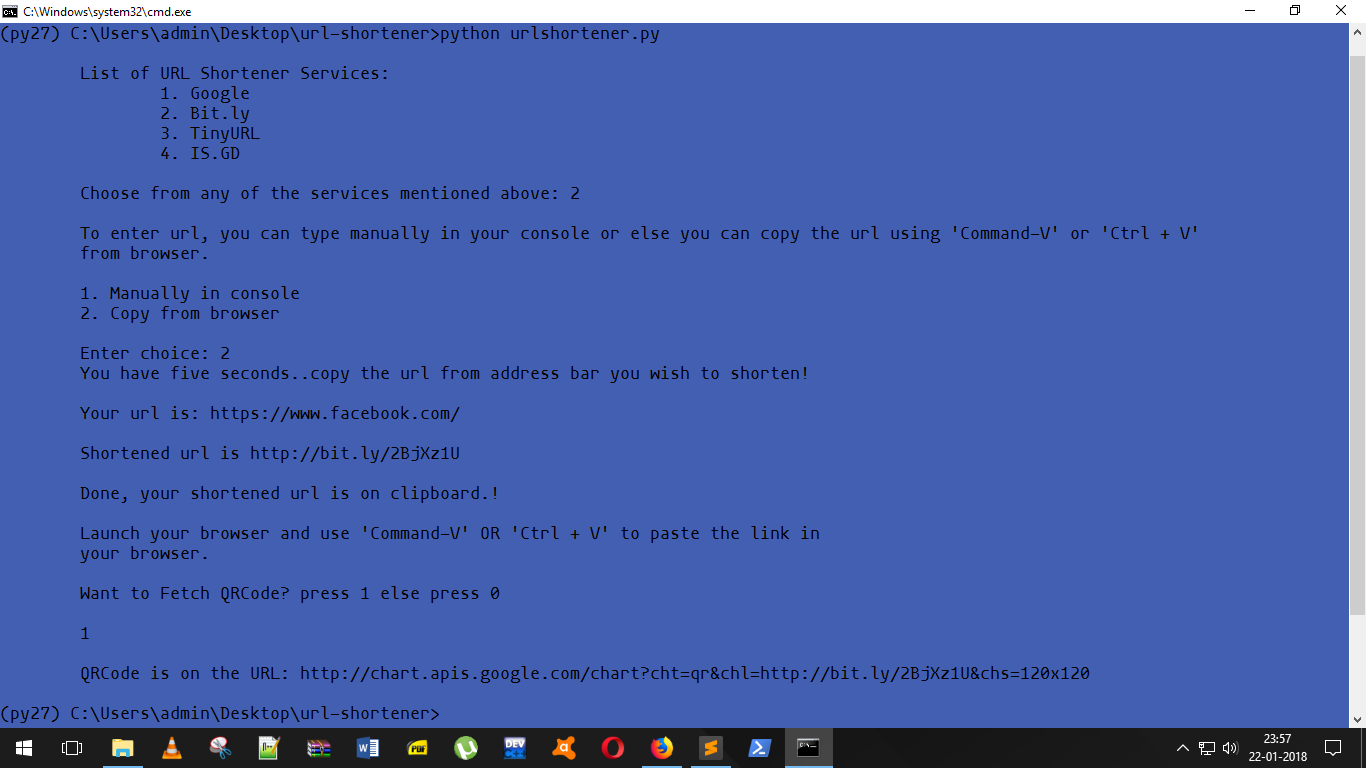 C:\Windows\system32\cmd.exe
(py27) C:\Users\admin\Desktop\url-shortener>python urlshortener.py
List of URL Shortener Services:
1. Google
2. Bit.ly
3. TinyURL
4. IS.GD
Choose from any of the services mentioned above: 2
To enter url, you can type manually in your console or else you can copy the url using 'Command-V' or 'Ctrl + V'
from browser.
1. Manually in console
2. Copy from browser
Enter choice: 2
You have five seconds..copy the url from address bar you wish to shorten!
Your url is: https://www.facebook.com/
Shortened url is http://bit.ly/2BjXz1U
Done, your shortened url is on clipboard.!
Launch your browser and use 'Command-V' OR 'Ctrl + V' to paste the link in
your browser.
Want to Fetch QRCode? press 1 else press 0
1
QRCode is on the URL: http://chart.apis.google.com/chart?cht=qr&chl=http://bit.ly/2BjXz1U&chs=120x120
(py27) C:\Users\admin\Desktop\url-shortener>
PDF
DEV
23:57
22-01-2018